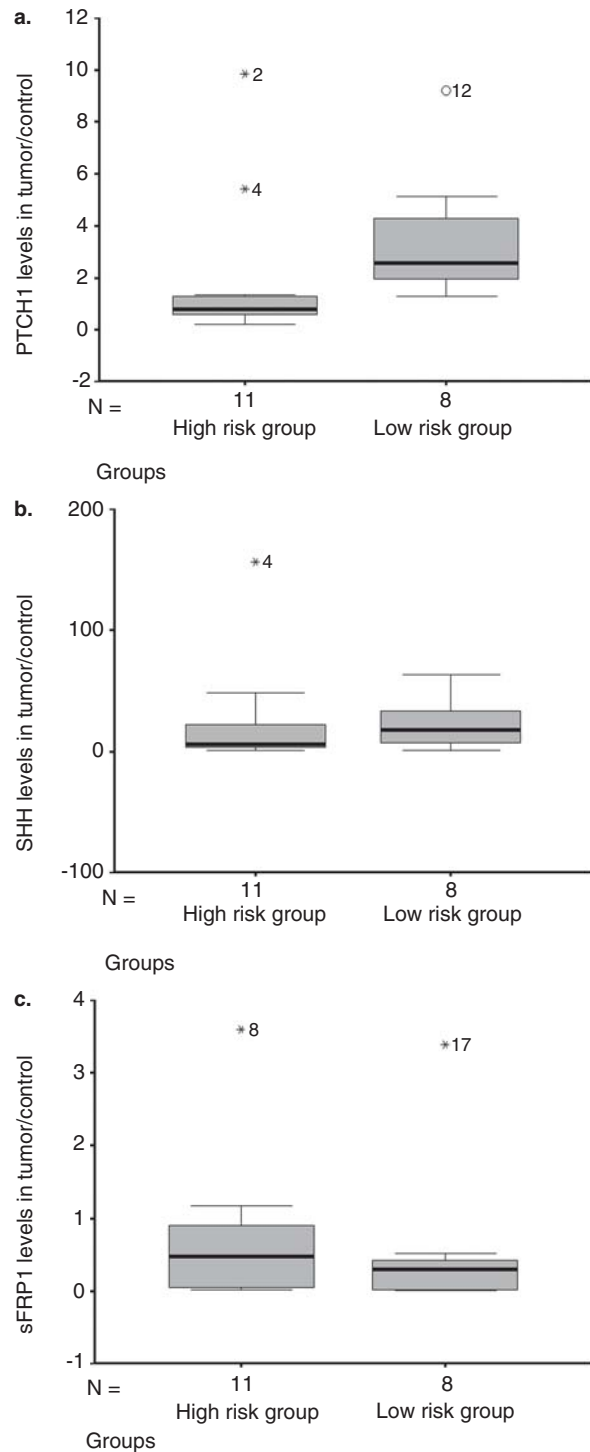 a.
12
10
8
6
4
2
0
-2
PTCH1 levels in tumor/control
*2
*4
12
N =
11
8
High risk group
Low risk group
Groups
b.
200
100
0
-100
SHH levels in tumor/control
*4
N =
11
8
High risk group
Low risk group
Groups
c.
4
3
2
1
0
-1
sFRP1 levels in tumor/control
*8
*17
N =
11
8
High risk group
Low risk group
Groups